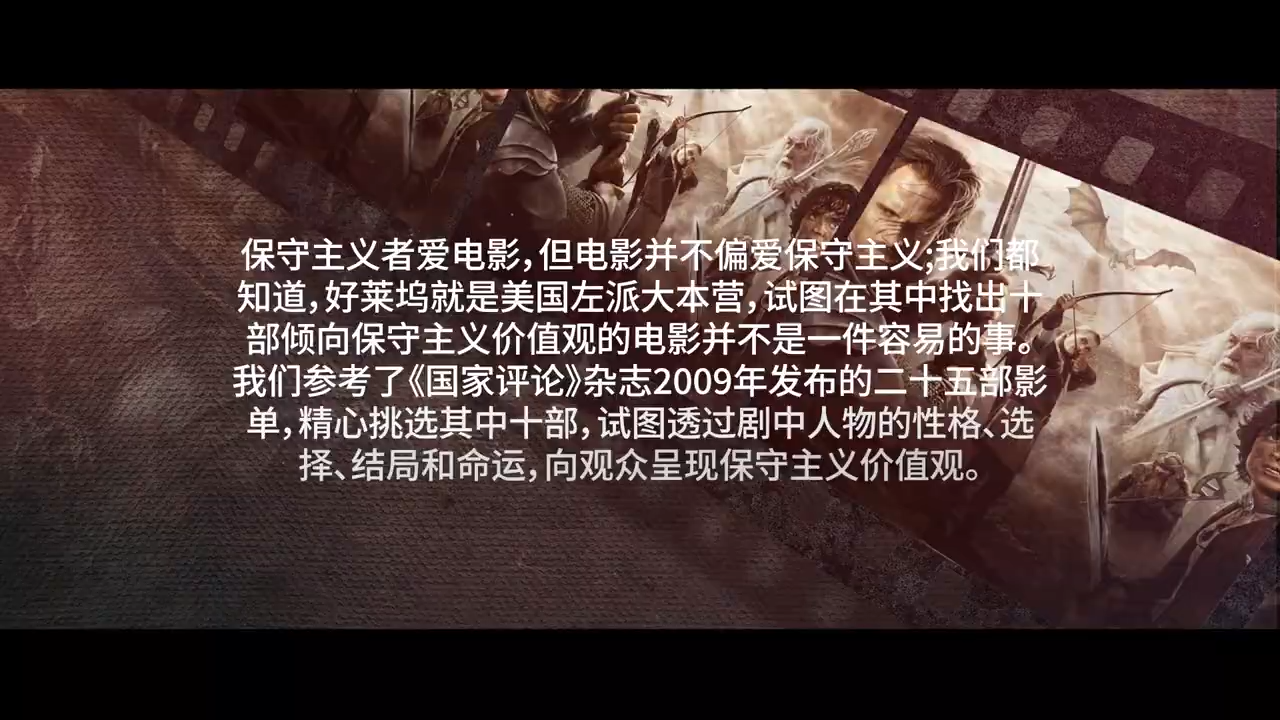 保守主义者爱电影，但电影并不偏爱保守主义;我们都
知道，好莱坞就是美国左派大本营，试图在其中找出十
部倾向保守主义价值观的电影并不是一件容易的事。
我们参考了《国家评论》杂志2009年发布的二十五部影
单，精心挑选其中十部，试图透过剧中人物的性格、选
择、结局和命运，向观众呈现保守主义价值观。